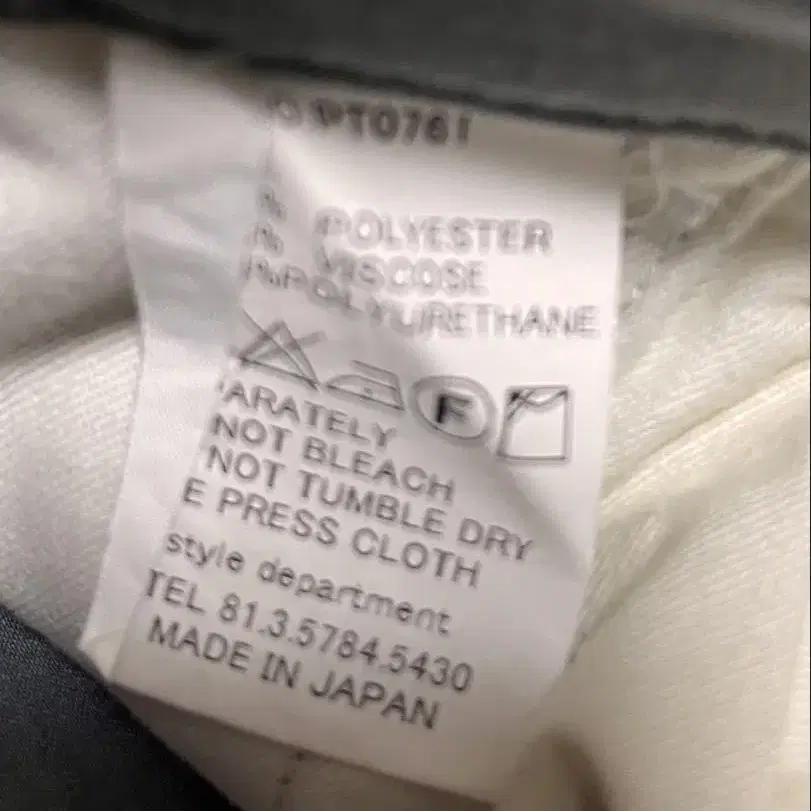 PT0761
% POLYESTER
% VISCOSE
%POLYURETHANE
F
ARATELY
NOT BLEACH
NOT TUMBLE DRY
E PRESS CLOTH
style department
TEL 81.3.5784.5430
MADE IN JAPAN